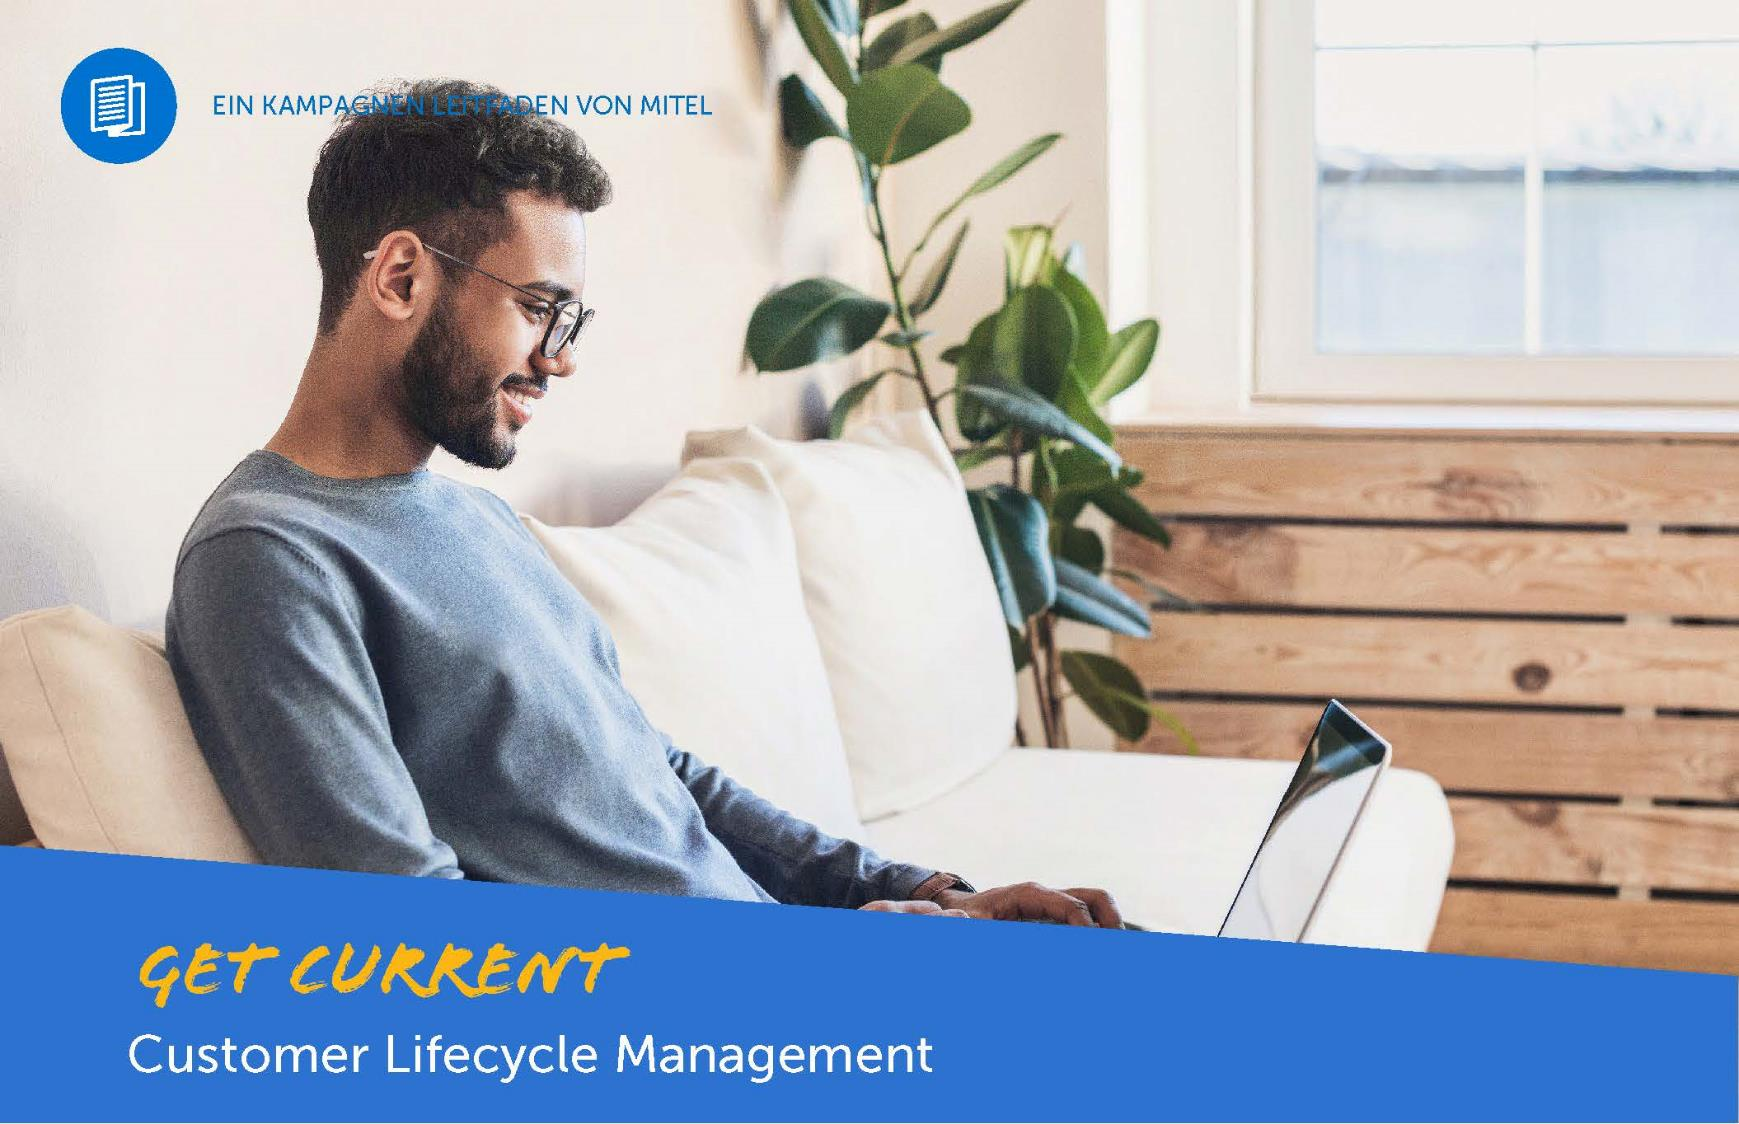 EIN KAMPAGNEN LEITFADEN VON MITEL
GET CURRENT
Customer Lifecycle Management